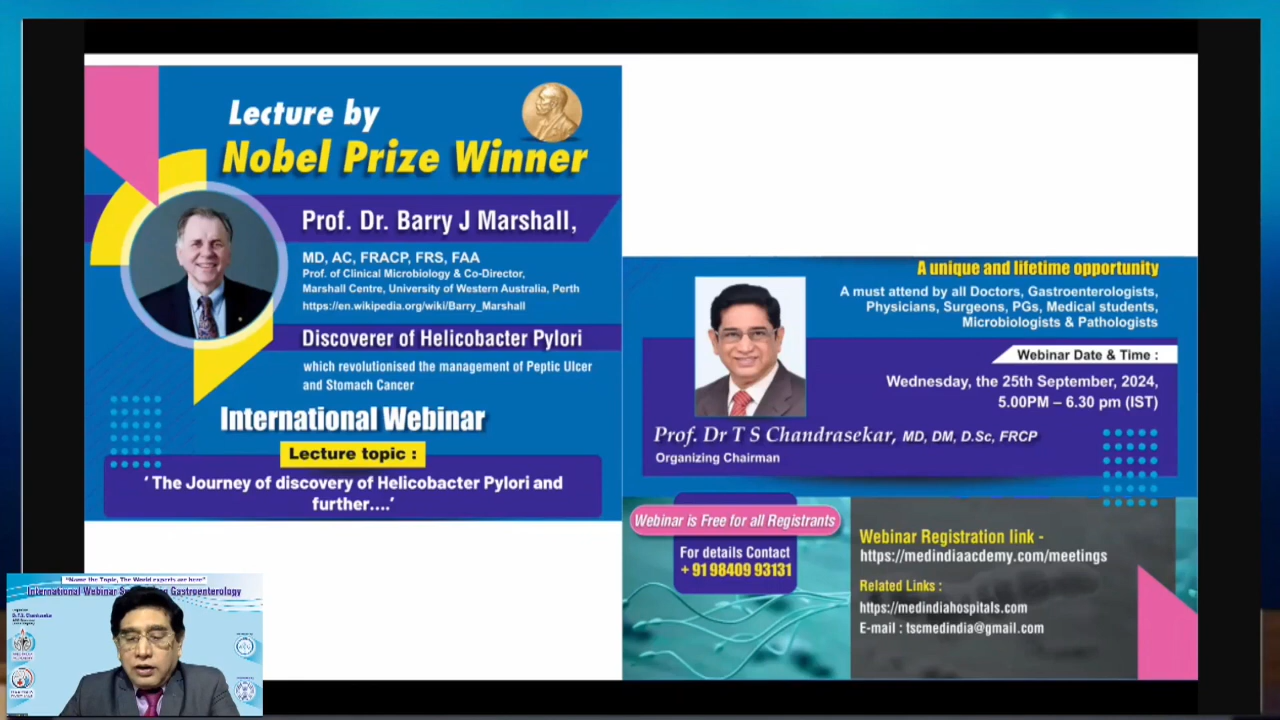 Lecture by
Nobel Prize Winner
Prof. Dr. Barry J Marshall,
MD, AC, FRACP, FRS, FAA
Prof. of Clinical Microbiology & Co-Director,
Marshall Centre, University of Western Australia, Perth
https://en.wikipedia.org/wiki/Barry_Marshall
Discoverer of Helicobacter Pylori
which revolutionised the management of Peptic Ulcer
and Stomach Cancer
International Webinar
Lecture topic :
‘ The Journey of discovery of Helicobacter Pylori and
further....’
A unique and lifetime opportunity
A must attend by all Doctors, Gastroenterologists,
Physicians, Surgeons, PGs, Medical students,
Microbiologists & Pathologists
Webinar Date & Time :
Wednesday, the 25th September, 2024,
5.00PM – 6.30 pm (IST)
Prof. Dr T S Chandrasekar, MD, DM, D.Sc, FRCP
Organizing Chairman
Webinar is Free for all Registrants
For details Contact
+ 91 98409 93131
Webinar Registration link -
https://medindiaacdemy.com/meetings
Related Links :
https://medindiahospitals.com
E-mail : tscmedindia@gmail.com
"Name the Topic, The World experts are here"
International Webinar Gastroenterology
Dr.T.S. Chandrasekar